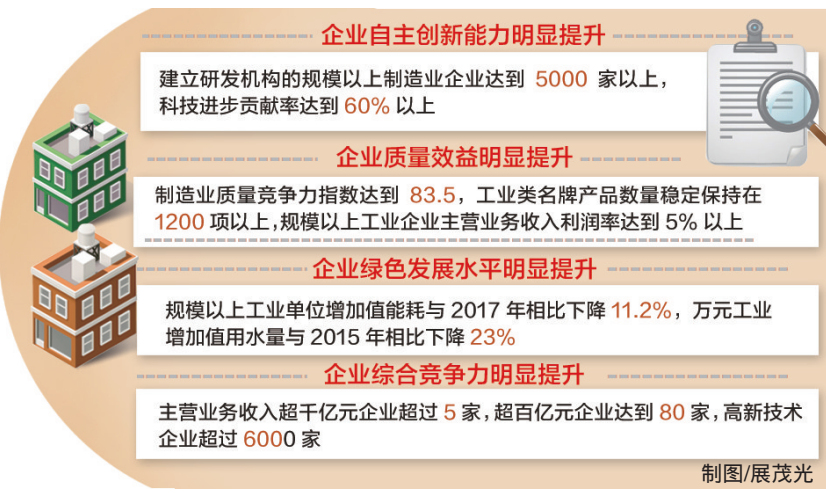 企业自主创新能力明显提升
建立研发机构的规模以上制造业企业达到 5000 家以上，
科技进步贡献率达到 60% 以上
企业质量效益明显提升
制造业质量竞争力指数达到 83.5，工业类名牌产品数量稳定保持在
1200 项以上，规模以上工业企业主营业务收入利润率达到 5% 以上
企业绿色发展水平明显提升
规模以上工业单位增加值能耗与 2017 年相比下降 11.2%，万元工业
增加值用水量与 2015 年相比下降 23%
企业综合竞争力明显提升
主营业务收入超千亿元企业超过 5 家，超百亿元企业达到 80 家，高新技术
企业超过 6000 家
制图/展茂光